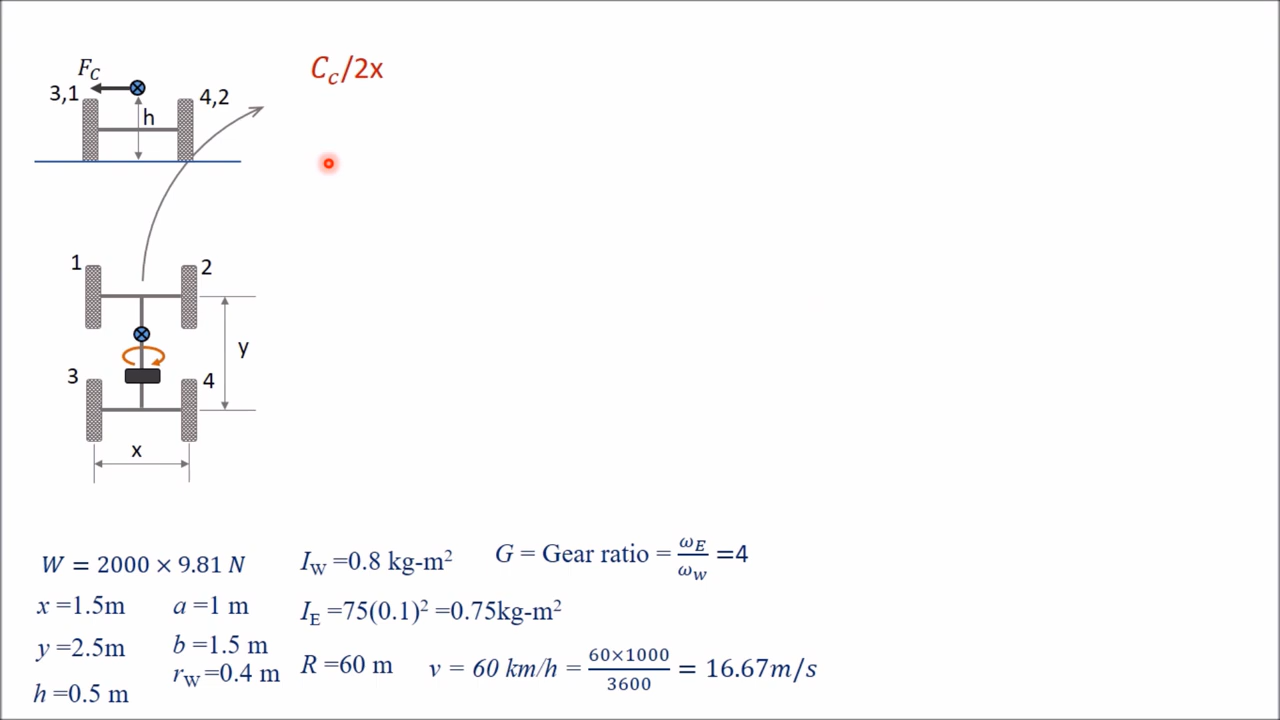 F_C
C_c/2x
3,1
4,2
h
1
2
y
3
4
x
W = 2000 × 9.81 N
I_W =0.8 kg-m²
G = Gear ratio = ω_E/ω_w =4
x =1.5m
a =1 m
I_E =75(0.1)² =0.75kg-m²
y =2.5m
b =1.5 m
r_W =0.4 m
R =60 m
v = 60 km/h = 60×1000/3600 = 16.67m/s
h =0.5 m